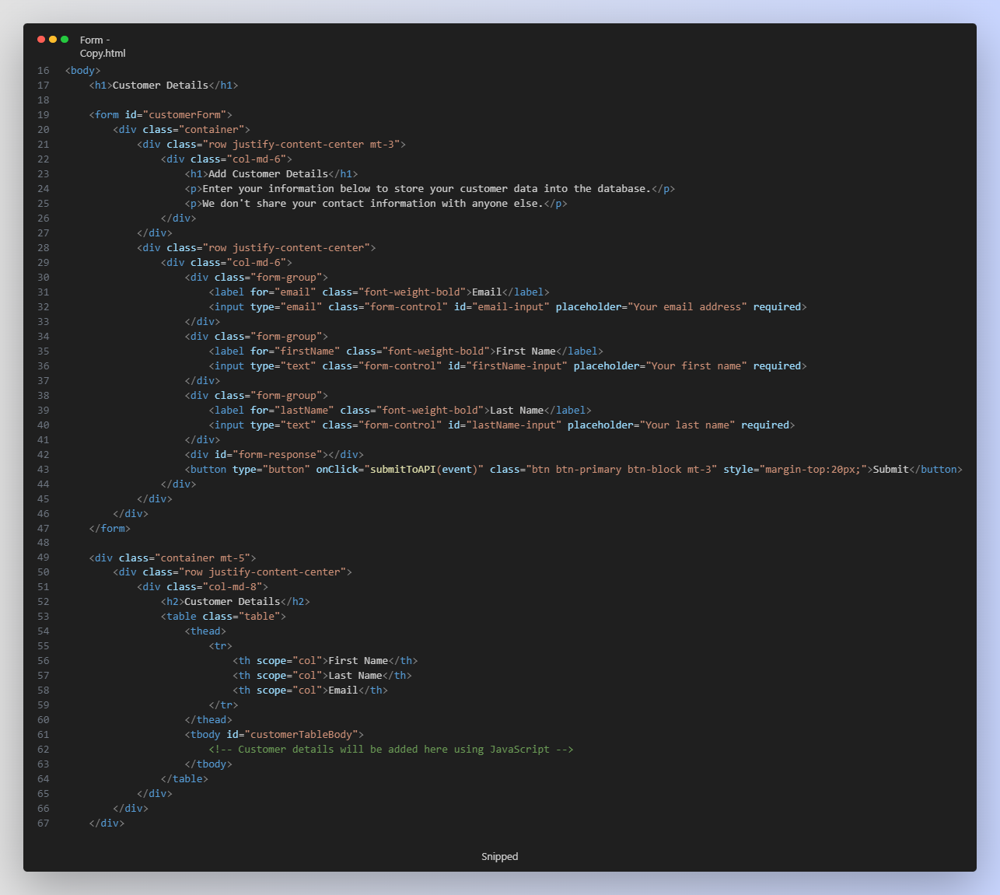 Form -
Copy.html
16 <body>
17     <h1>Customer Details</h1>
18
19     <form id="customerForm">
20         <div class="container">
21             <div class="row justify-content-center mt-3">
22                 <div class="col-md-6">
23                     <h1>Add Customer Details</h1>
24                     <p>Enter your information below to store your customer data into the database.</p>
25                     <p>We don't share your contact information with anyone else.</p>
26                 </div>
27             </div>
28             <div class="row justify-content-center">
29                 <div class="col-md-6">
30                     <div class="form-group">
31                         <label for="email" class="font-weight-bold">Email</label>
32                         <input type="email" class="form-control" id="email-input" placeholder="Your email address" required>
33                     </div>
34                     <div class="form-group">
35                         <label for="firstName" class="font-weight-bold">First Name</label>
36                         <input type="text" class="form-control" id="firstName-input" placeholder="Your first name" required>
37                     </div>
38                     <div class="form-group">
39                         <label for="lastName" class="font-weight-bold">Last Name</label>
40                         <input type="text" class="form-control" id="lastName-input" placeholder="Your last name" required>
41                     </div>
42                     <div id="form-response"></div>
43                     <button type="button" onClick="submitToAPI(event)" class="btn btn-primary btn-block mt-3" style="margin-top:20px;">Submit</button>
44                 </div>
45             </div>
46         </div>
47     </form>
48
49     <div class="container mt-5">
50         <div class="row justify-content-center">
51             <div class="col-md-8">
52                 <h2>Customer Details</h2>
53                 <table class="table">
54                     <thead>
55                         <tr>
56                             <th scope="col">First Name</th>
57                             <th scope="col">Last Name</th>
58                             <th scope="col">Email</th>
59                         </tr>
60                     </thead>
61                     <tbody id="customerTableBody">
62                         <!-- Customer details will be added here using JavaScript -->
63                     </tbody>
64                 </table>
65             </div>
66         </div>
67     </div>
Snipped